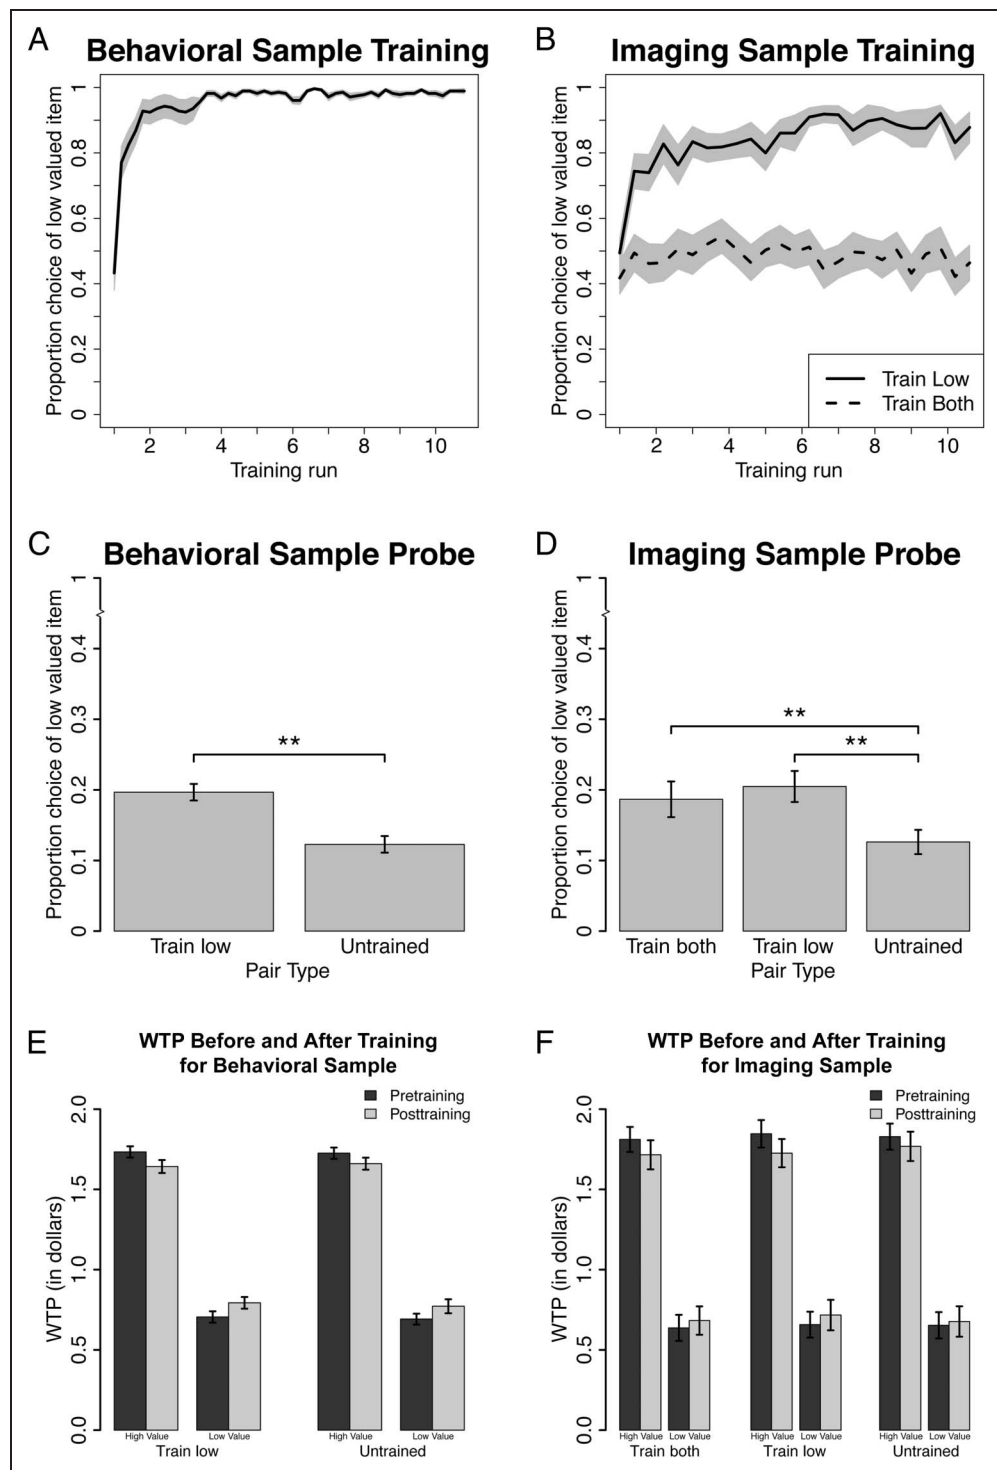 A Behavioral Sample Training
Proportion choice of low valued item
0 0.2 0.4 0.6 0.8 1
2 4 6 8 10
Training run
B Imaging Sample Training
Proportion choice of low valued item
0 0.2 0.4 0.6 0.8 1
Train Low
Train Both
2 4 6 8 10
Training run
C Behavioral Sample Probe
Proportion choice of low valued item
0 0.1 0.2 0.3 0.4 1
**
Train low Untrained
Pair Type
D Imaging Sample Probe
Proportion choice of low valued item
0 0.1 0.2 0.3 0.4 1
**
**
Train both Train low Untrained
Pair Type
E WTP Before and After Training
for Behavioral Sample
Pretraining
Posttraining
WTP (in dollars)
0.0 0.5 1.0 1.5 2.0
High Value Low Value High Value Low Value
Train low Untrained
F WTP Before and After Training
for Imaging Sample
Pretraining
Posttraining
WTP (in dollars)
0.0 0.5 1.0 1.5 2.0
High Value Low Value High Value Low Value High Value Low Value
Train both Train low Untrained